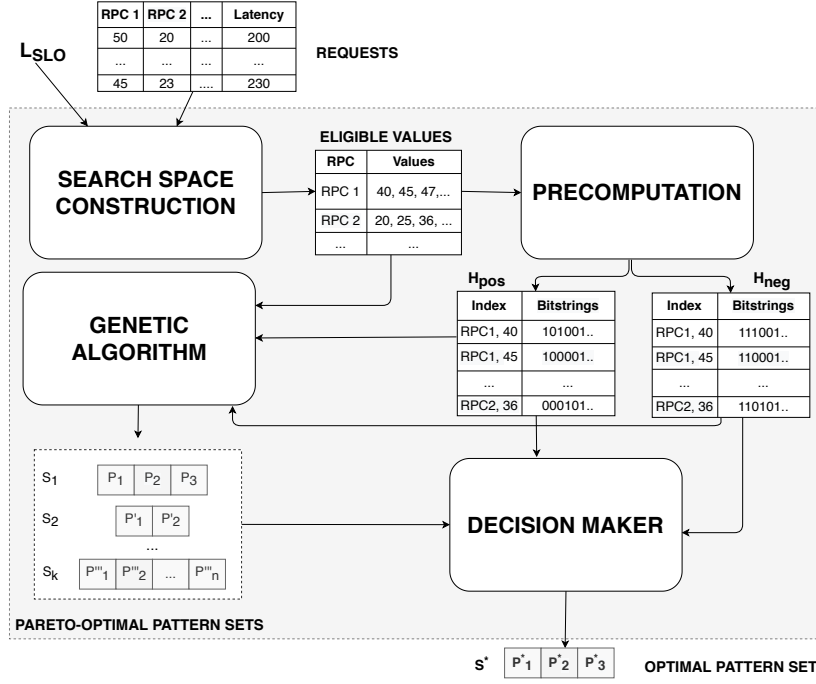 RPC 1 RPC 2 ... Latency
50 20 ... 200
... ... ...
45 23 .... 230
REQUESTS
LSLO
ELIGIBLE VALUES
SEARCH SPACE
CONSTRUCTION
RPC Values
RPC 1 40, 45, 47,...
RPC 2 20, 25, 36, ...
... ...
PRECOMPUTATION
Hpos
Index Bitstrings
RPC1, 40 101001..
RPC1, 45 100001..
... ...
RPC2, 36 000101..
Hneg
Index Bitstrings
RPC1, 40 111001..
RPC1, 45 110001..
... ...
RPC2, 36 110101..
GENETIC
ALGORITHM
S1 P1 P2 P3
S2 P'1 P'2
...
Sk P'''1 P'''2 ... P'''n
PARETO-OPTIMAL PATTERN SETS
DECISION MAKER
S* P*1 P*2 P*3
OPTIMAL PATTERN SET